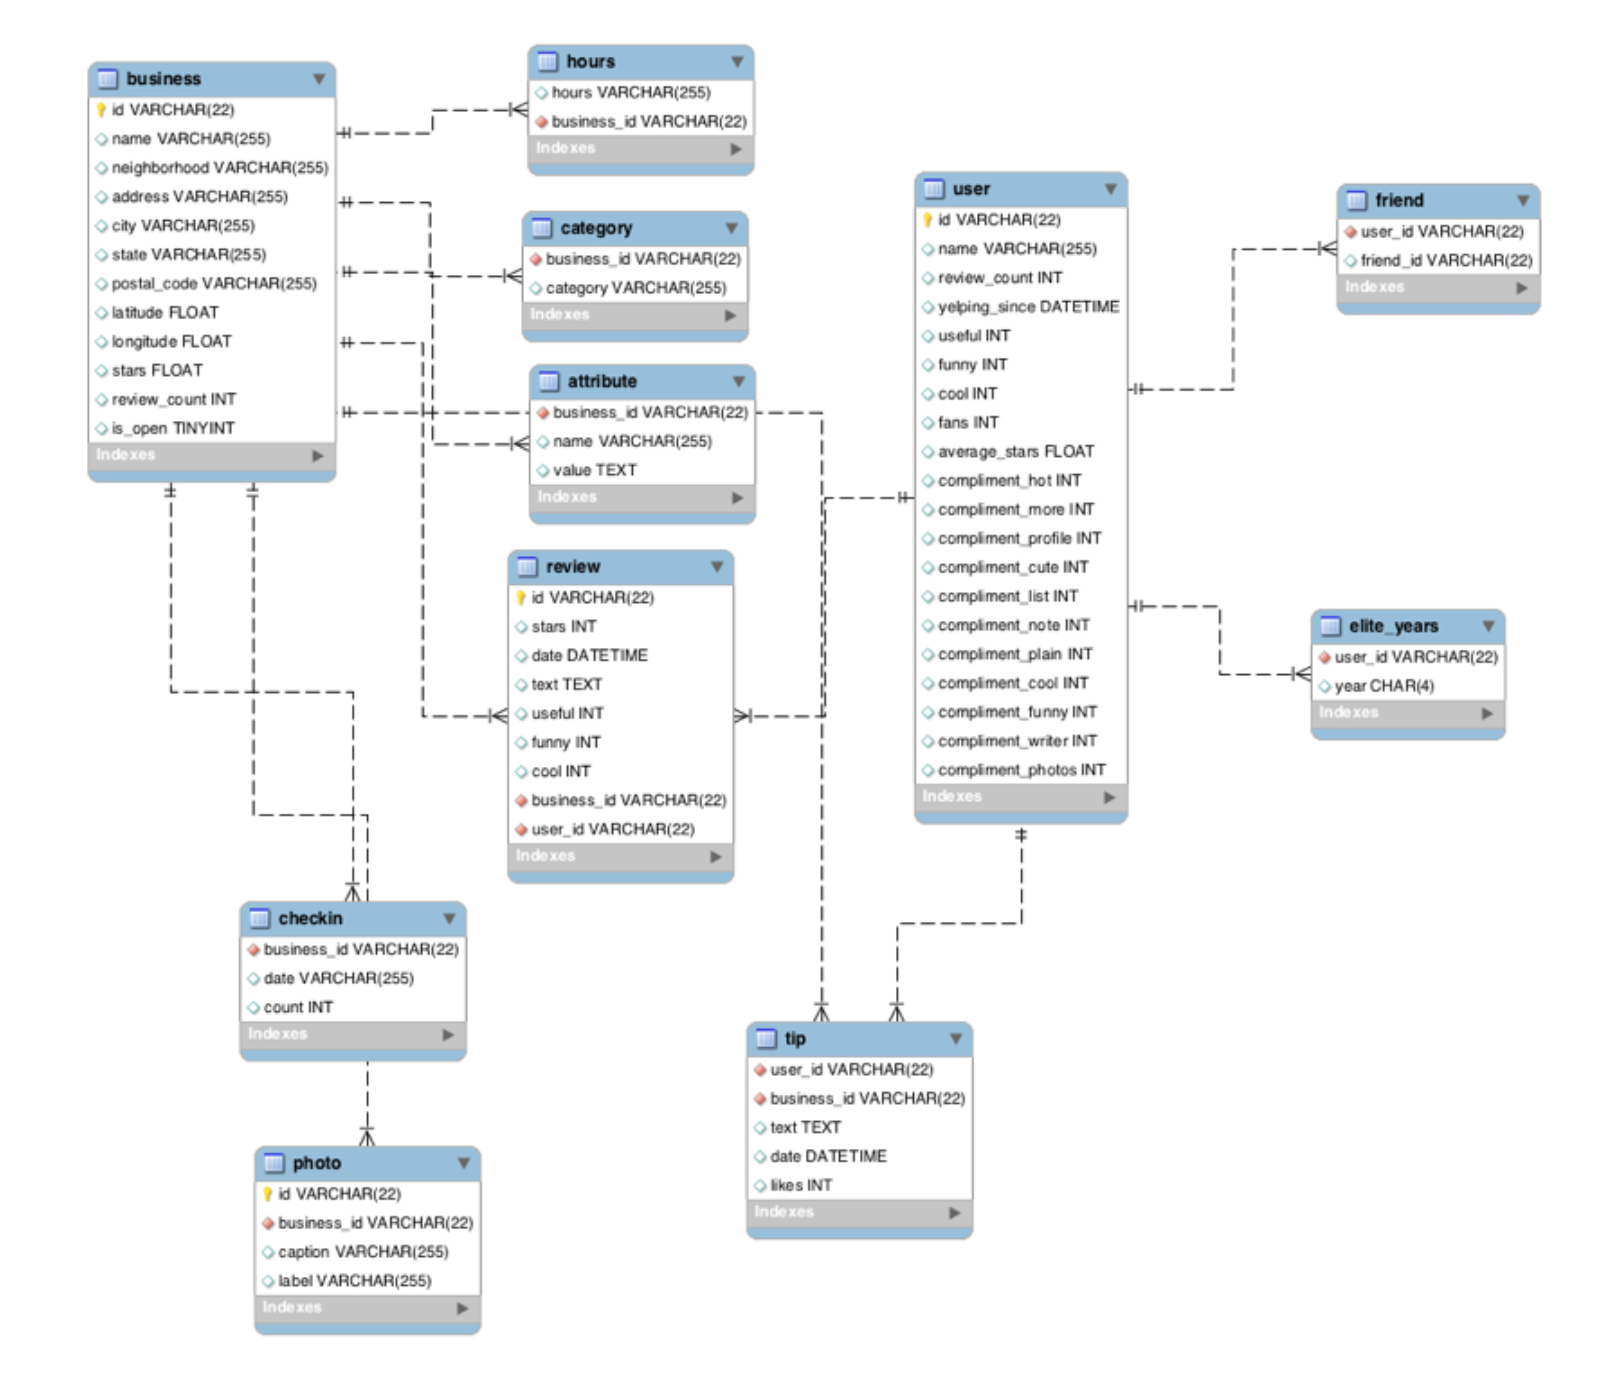 business
id VARCHAR(22)
name VARCHAR(255)
neighborhood VARCHAR(255)
address VARCHAR(255)
city VARCHAR(255)
state VARCHAR(255)
postal_code VARCHAR(255)
latitude FLOAT
longitude FLOAT
stars FLOAT
review_count INT
is_open TINYINT
Indexes
hours
hours VARCHAR(255)
business_id VARCHAR(22)
Indexes
category
business_id VARCHAR(22)
category VARCHAR(255)
Indexes
attribute
business_id VARCHAR(22)
name VARCHAR(255)
value TEXT
Indexes
review
id VARCHAR(22)
stars INT
date DATETIME
text TEXT
useful INT
funny INT
cool INT
business_id VARCHAR(22)
user_id VARCHAR(22)
Indexes
user
id VARCHAR(22)
name VARCHAR(255)
review_count INT
yelping_since DATETIME
useful INT
funny INT
cool INT
fans INT
average_stars FLOAT
compliment_hot INT
compliment_more INT
compliment_profile INT
compliment_cute INT
compliment_list INT
compliment_note INT
compliment_plain INT
compliment_cool INT
compliment_funny INT
compliment_writer INT
compliment_photos INT
Indexes
friend
user_id VARCHAR(22)
friend_id VARCHAR(22)
Indexes
elite_years
user_id VARCHAR(22)
year CHAR(4)
Indexes
checkin
business_id VARCHAR(22)
date VARCHAR(255)
count INT
Indexes
tip
user_id VARCHAR(22)
business_id VARCHAR(22)
text TEXT
date DATETIME
likes INT
Indexes
photo
id VARCHAR(22)
business_id VARCHAR(22)
caption VARCHAR(255)
label VARCHAR(255)
Indexes